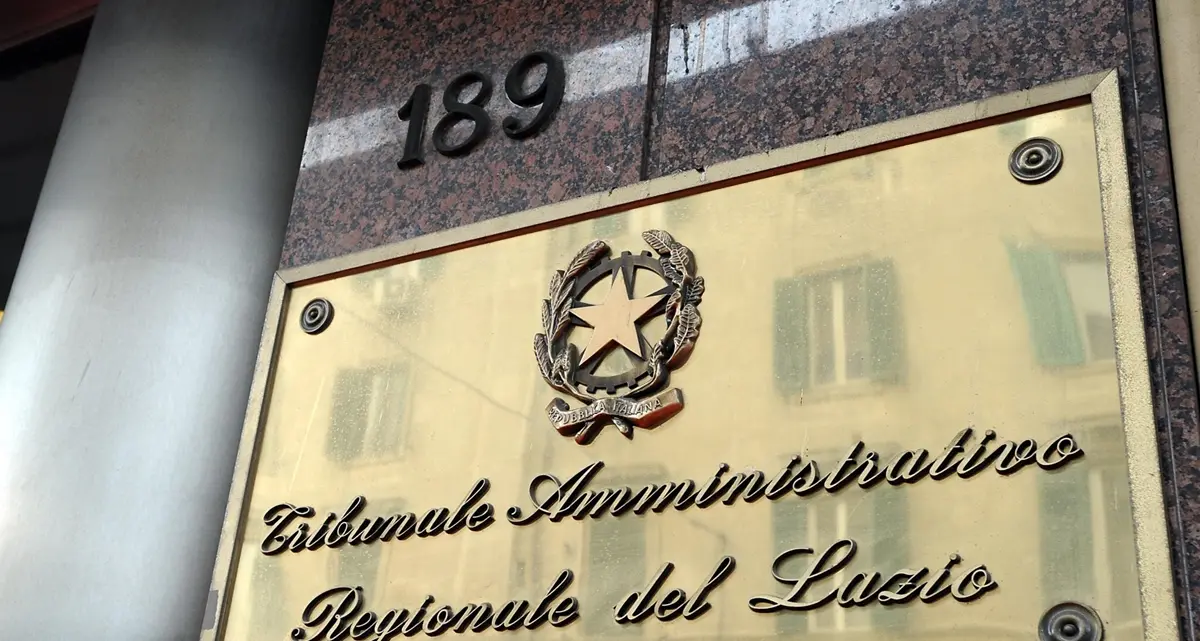 189
REPUBBLICA ITALIANA
Tribunale Amministrativo
Regionale del Lazio